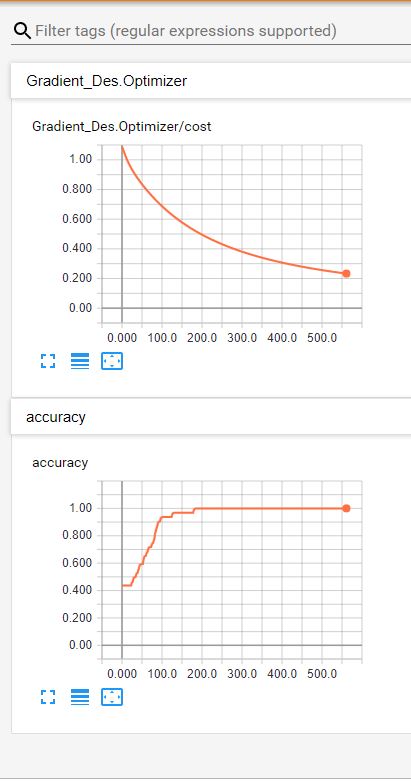 Filter tags (regular expressions supported)
Gradient_Des.Optimizer
Gradient_Des.Optimizer/cost
1.00
0.800
0.600
0.400
0.200
0.00
0.000 100.0 200.0 300.0 400.0 500.0
accuracy
accuracy
1.00
0.800
0.600
0.400
0.200
0.00
0.000 100.0 200.0 300.0 400.0 500.0